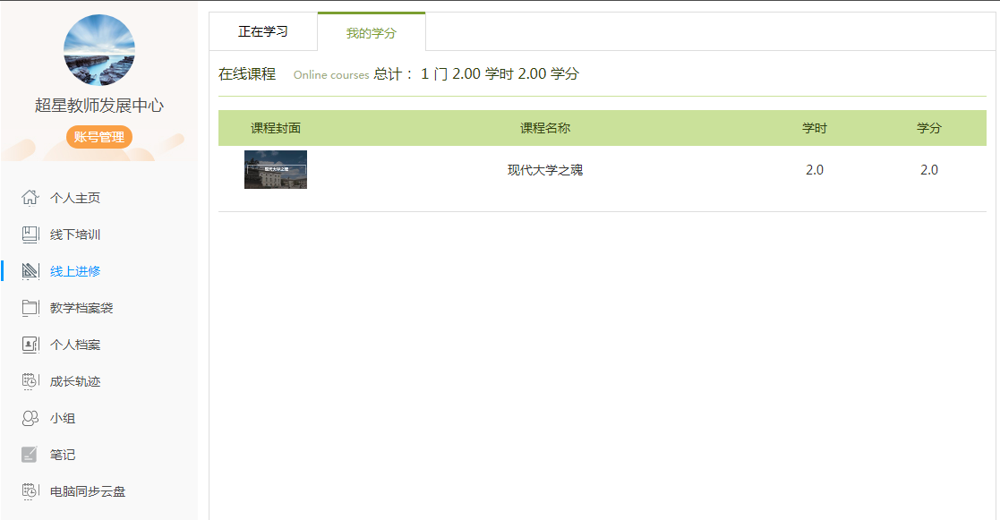 超星教师发展中心
账号管理
个人主页
线下培训
线上进修
教学档案袋
个人档案
成长轨迹
小组
笔记
电脑同步云盘
正在学习
我的学分
在线课程 Online courses 总计： 1 门 2.00 学时 2.00 学分
课程封面 课程名称 学时 学分
现代大学之魂
现代大学之魂 2.0 2.0